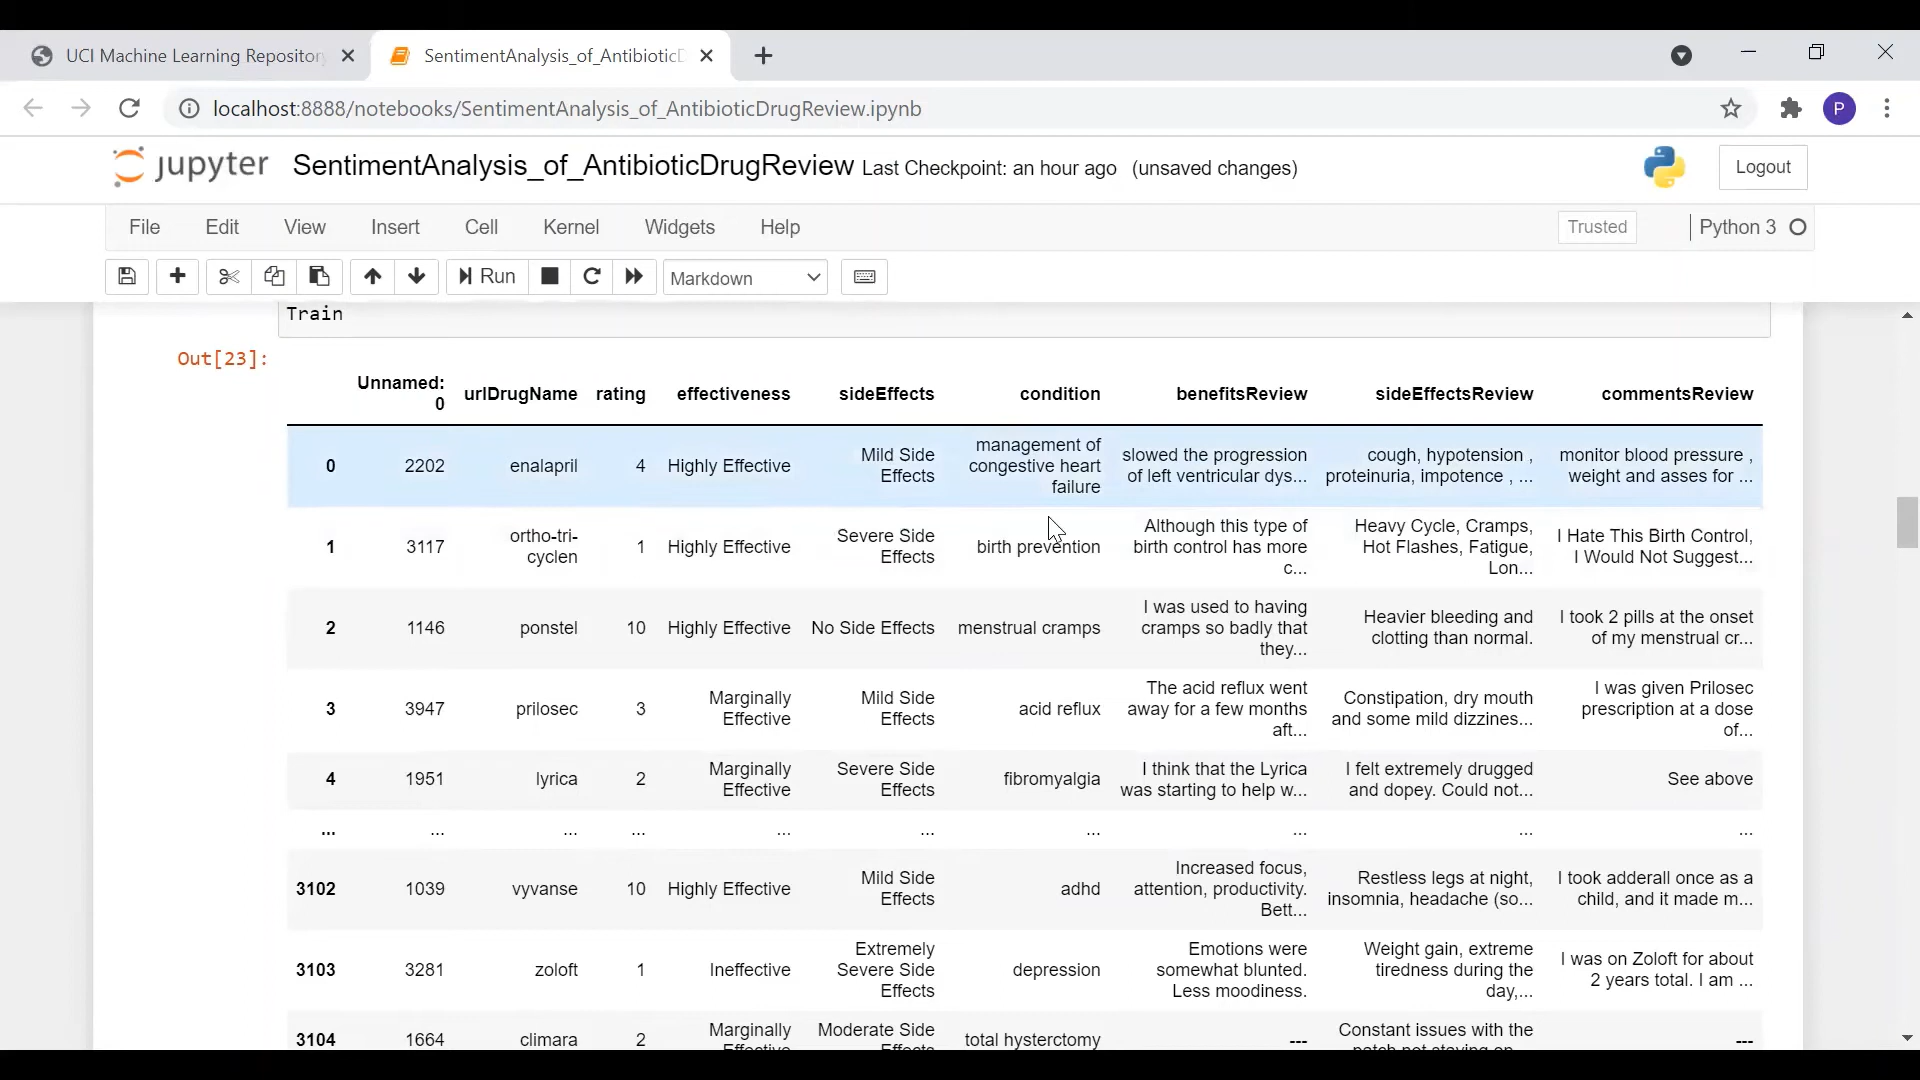 UCI Machine Learning Repository
SentimentAnalysis_of_AntibioticD
localhost:8888/notebooks/SentimentAnalysis_of_AntibioticDrugReview.ipynb
P
jupyter SentimentAnalysis_of_AntibioticDrugReview Last Checkpoint: an hour ago (unsaved changes)
Logout
File Edit View Insert Cell Kernel Widgets Help
Trusted
Python 3
Run
Markdown
Train
Out[23]:
Unnamed: 0 urlDrugName rating effectiveness sideEffects condition benefitsReview sideEffectsReview commentsReview
0 2202 enalapril 4 Highly Effective Mild Side Effects management of congestive heart failure slowed the progression of left ventricular dys... cough, hypotension , proteinuria, impotence , ... monitor blood pressure , weight and asses for ...
1 3117 ortho-tri-cyclen 1 Highly Effective Severe Side Effects birth prevention Although this type of birth control has more c... Heavy Cycle, Cramps, Hot Flashes, Fatigue, Lon... I Hate This Birth Control, I Would Not Suggest...
2 1146 ponstel 10 Highly Effective No Side Effects menstrual cramps I was used to having cramps so badly that they... Heavier bleeding and clotting than normal. I took 2 pills at the onset of my menstrual cr...
3 3947 prilosec 3 Marginally Effective Mild Side Effects acid reflux The acid reflux went away for a few months aft... Constipation, dry mouth and some mild dizzines... I was given Prilosec prescription at a dose of...
4 1951 lyrica 2 Marginally Effective Severe Side Effects fibromyalgia I think that the Lyrica was starting to help w... I felt extremely drugged and dopey. Could not... See above
... ... ... ... ... ... ... ... ... ...
3102 1039 vyvanse 10 Highly Effective Mild Side Effects adhd Increased focus, attention, productivity. Bett... Restless legs at night, insomnia, headache (so... I took adderall once as a child, and it made m...
3103 3281 zoloft 1 Ineffective Extremely Severe Side Effects depression Emotions were somewhat blunted. Less moodiness. Weight gain, extreme tiredness during the day,... I was on Zoloft for about 2 years total. I am ...
3104 1664 climara 2 Marginally Effective Moderate Side Effects total hysterctomy --- Constant issues with the patch not staying on... ---